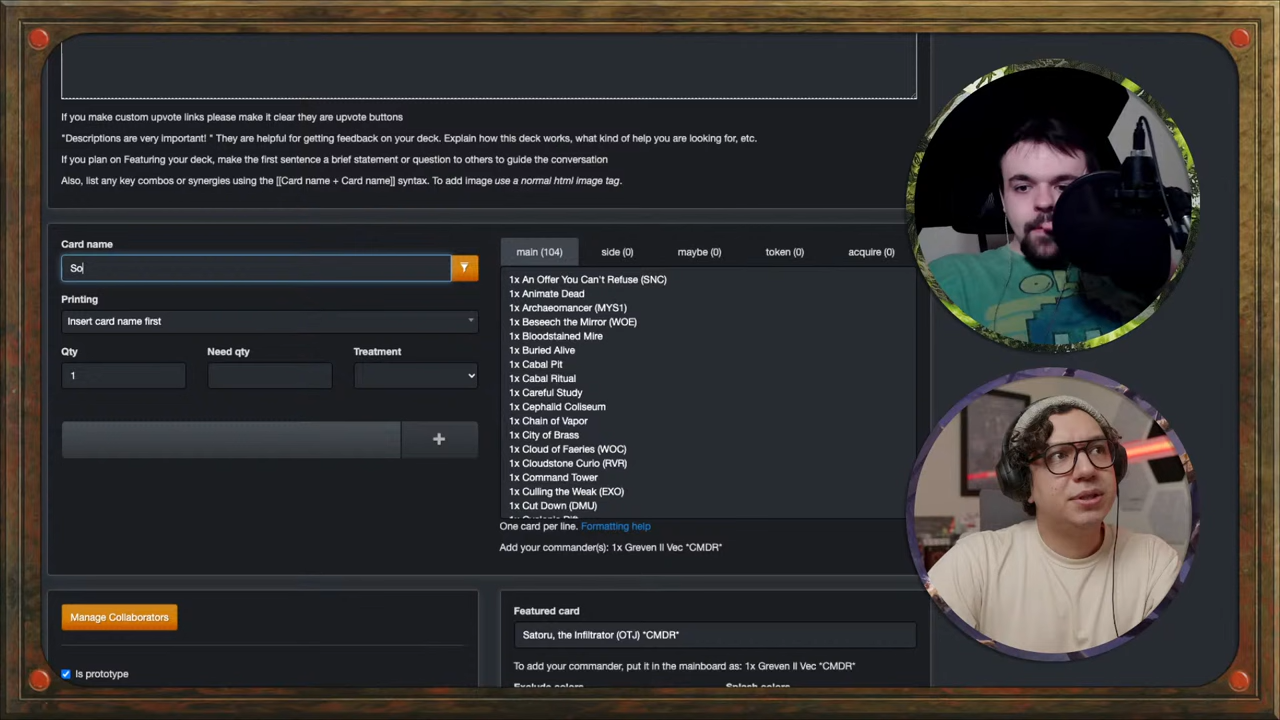 If you make custom upvote links please make it clear they are upvote buttons
"Descriptions are very important! " They are helpful for getting feedback on your deck. Explain how this deck works, what kind of help you are looking for, etc.
If you plan on Featuring your deck, make the first sentence a brief statement or question to others to guide the conversation
Also, list any key combos or synergies using the [[Card name + Card name]] syntax. To add image use a normal html image tag.
Card name
So
Printing
Insert card name first
Qty
Need qty
Treatment
1
+
main (104)
side (0)
maybe (0)
token (0)
acquire (0)
1x An Offer You Can't Refuse (SNC)
1x Animate Dead
1x Archaeomancer (MYS1)
1x Beseech the Mirror (WOE)
1x Bloodstained Mire
1x Buried Alive
1x Cabal Pit
1x Cabal Ritual
1x Careful Study
1x Cephalid Coliseum
1x Chain of Vapor
1x City of Brass
1x Cloud of Faeries (WOC)
1x Cloudstone Curio (RVR)
1x Command Tower
1x Culling the Weak (EXO)
1x Cut Down (DMU)
One card per line. Formatting help
Add your commander(s): 1x Greven Il Vec *CMDR*
Manage Collaborators
Is prototype
Featured card
Satoru, the Infiltrator (OTJ) *CMDR*
To add your commander, put it in the mainboard as: 1x Greven Il Vec *CMDR*
Exclude colors
Splash colors